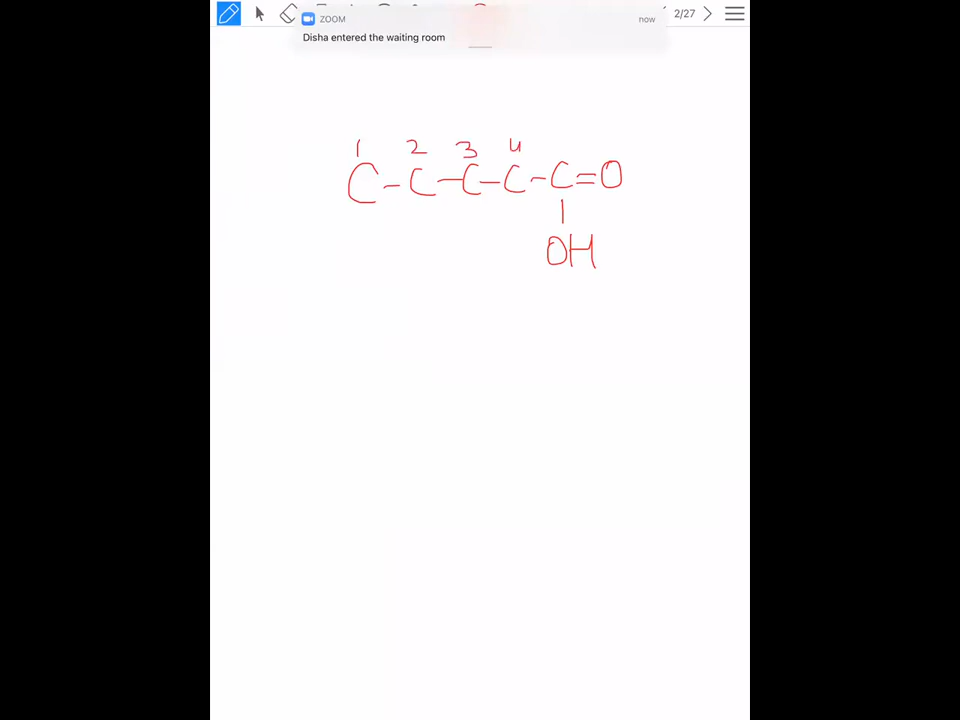 2/27
ZOOM now
Disha entered the waiting room
1 2 3 4
C - C - C - C - C = O
|
OH